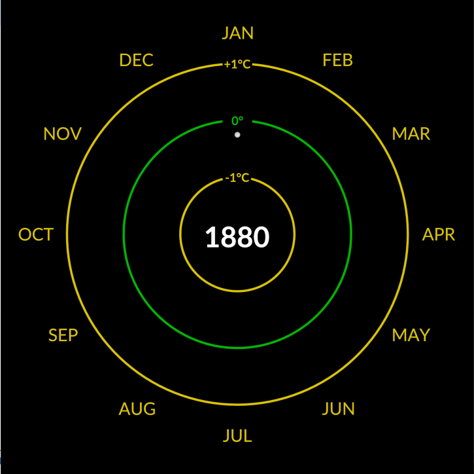 JAN
DEC
+1°C
FEB
NOV
0°
MAR
-1°C
OCT
1880
APR
SEP
MAY
AUG
JUN
JUL